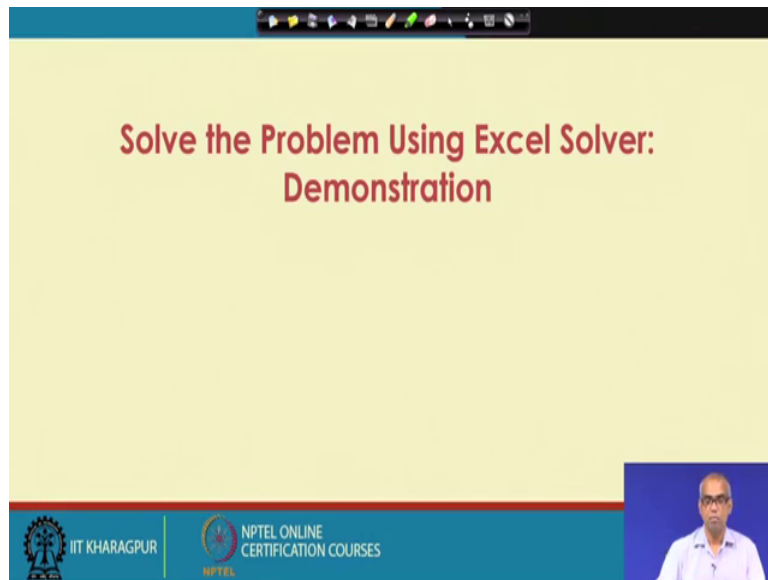 Solve the Problem Using Excel Solver:
Demonstration
IIT KHARAGPUR
NPTEL
NPTEL ONLINE
CERTIFICATION COURSES